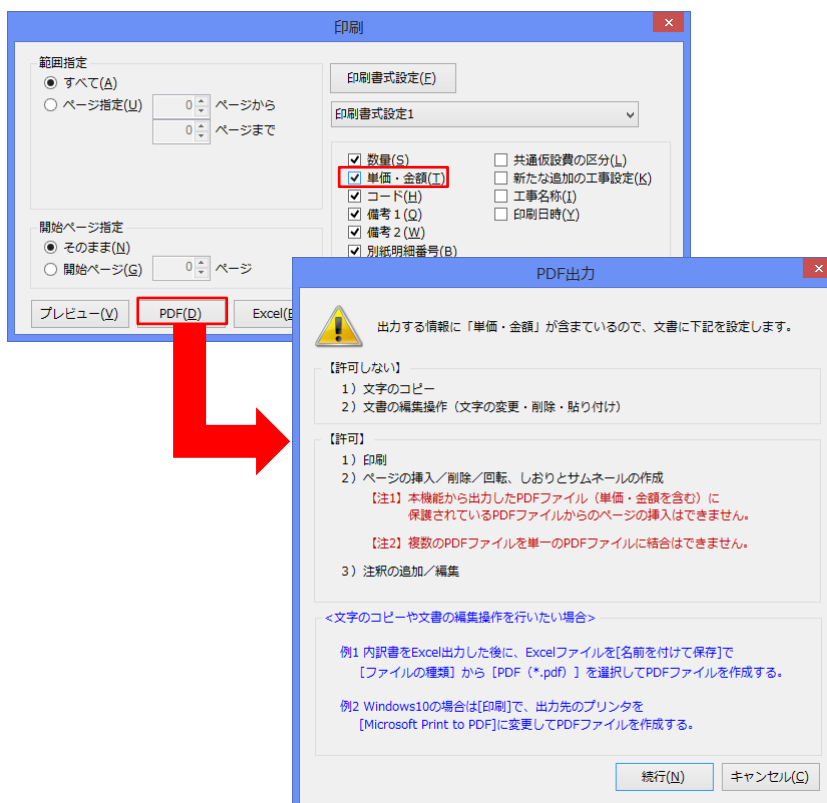 印刷
範囲指定
すべて(A)
ページ指定(U) 0 ページから
0 ページまで
印刷書式設定(F)
印刷書式設定1
数量(S)
単価・金額(T)
コード(H)
備考1(Q)
備考2(W)
別紙明細番号(B)
共通仮設費の区分(L)
新たな追加の工事設定(K)
工事名称(I)
印刷日時(Y)
開始ページ指定
そのまま(N)
開始ページ(G) 0 ページ
プレビュー(V) PDF(D) Excel(E
PDF出力
出力する情報に「単価・金額」が含まているので、文書に下記を設定します。
【許可しない】
1）文字のコピー
2）文書の編集操作（文字の変更・削除・貼り付け）
【許可】
1）印刷
2）ページの挿入／削除／回転、しおりとサムネールの作成
【注1】本機能から出力したPDFファイル（単価・金額を含む）に
保護されているPDFファイルからのページの挿入はできません。
【注2】複数のPDFファイルを単一のPDFファイルに結合はできません。
3）注釈の追加／編集
<文字のコピーや文書の編集操作を行いたい場合>
例1 内訳書をExcel出力した後に、Excelファイルを[名前を付けて保存]で
［ファイルの種類］から［PDF（*.pdf）］を選択してPDFファイルを作成する。
例2 Windows10の場合は[印刷]で、出力先のプリンタを
[Microsoft Print to PDF]に変更してPDFファイルを作成する。
続行(N) キャンセル(C)